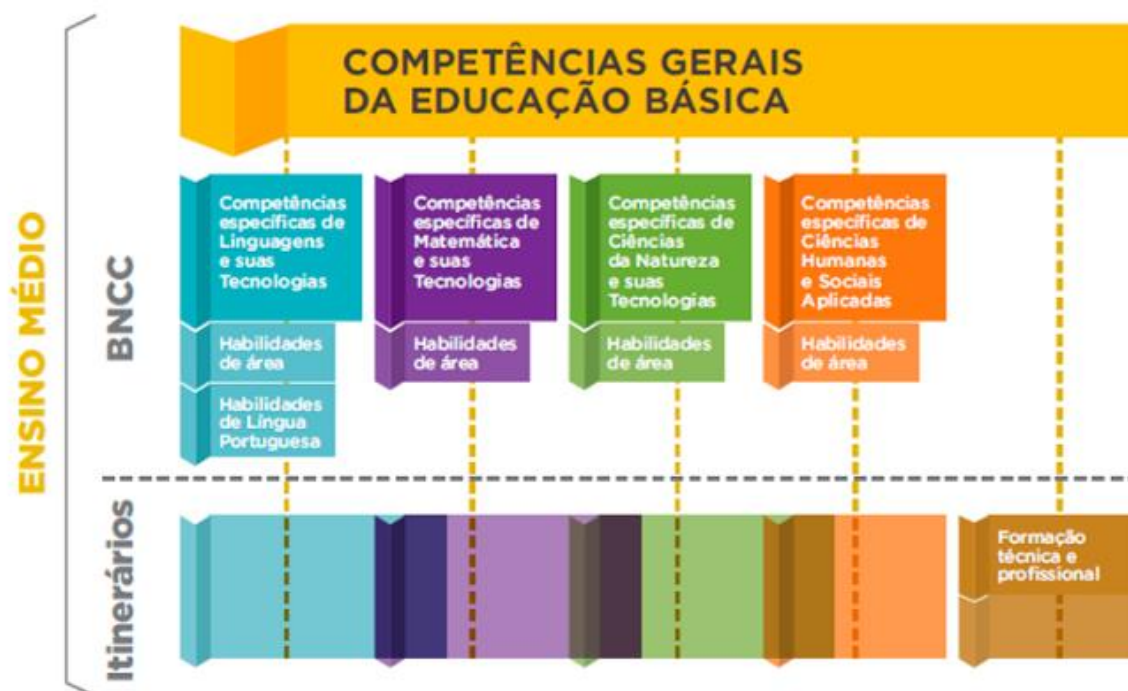 COMPETÊNCIAS GERAIS
DA EDUCAÇÃO BÁSICA
ENSINO MÉDIO
BNCC
Competências
específicas de
Linguagens
e suas
Tecnologias
Habilidades
de área
Habilidades
de Língua
Portuguesa
Competências
específicas de
Matemática
e suas
Tecnologias
Habilidades
de área
Competências
específicas de
Ciências
da Natureza
e suas
Tecnologias
Habilidades
de área
Competências
específicas de
Ciências
Humanas
e Sociais
Aplicadas
Habilidades
de área
Itinerários
Formação
técnica e
profissional